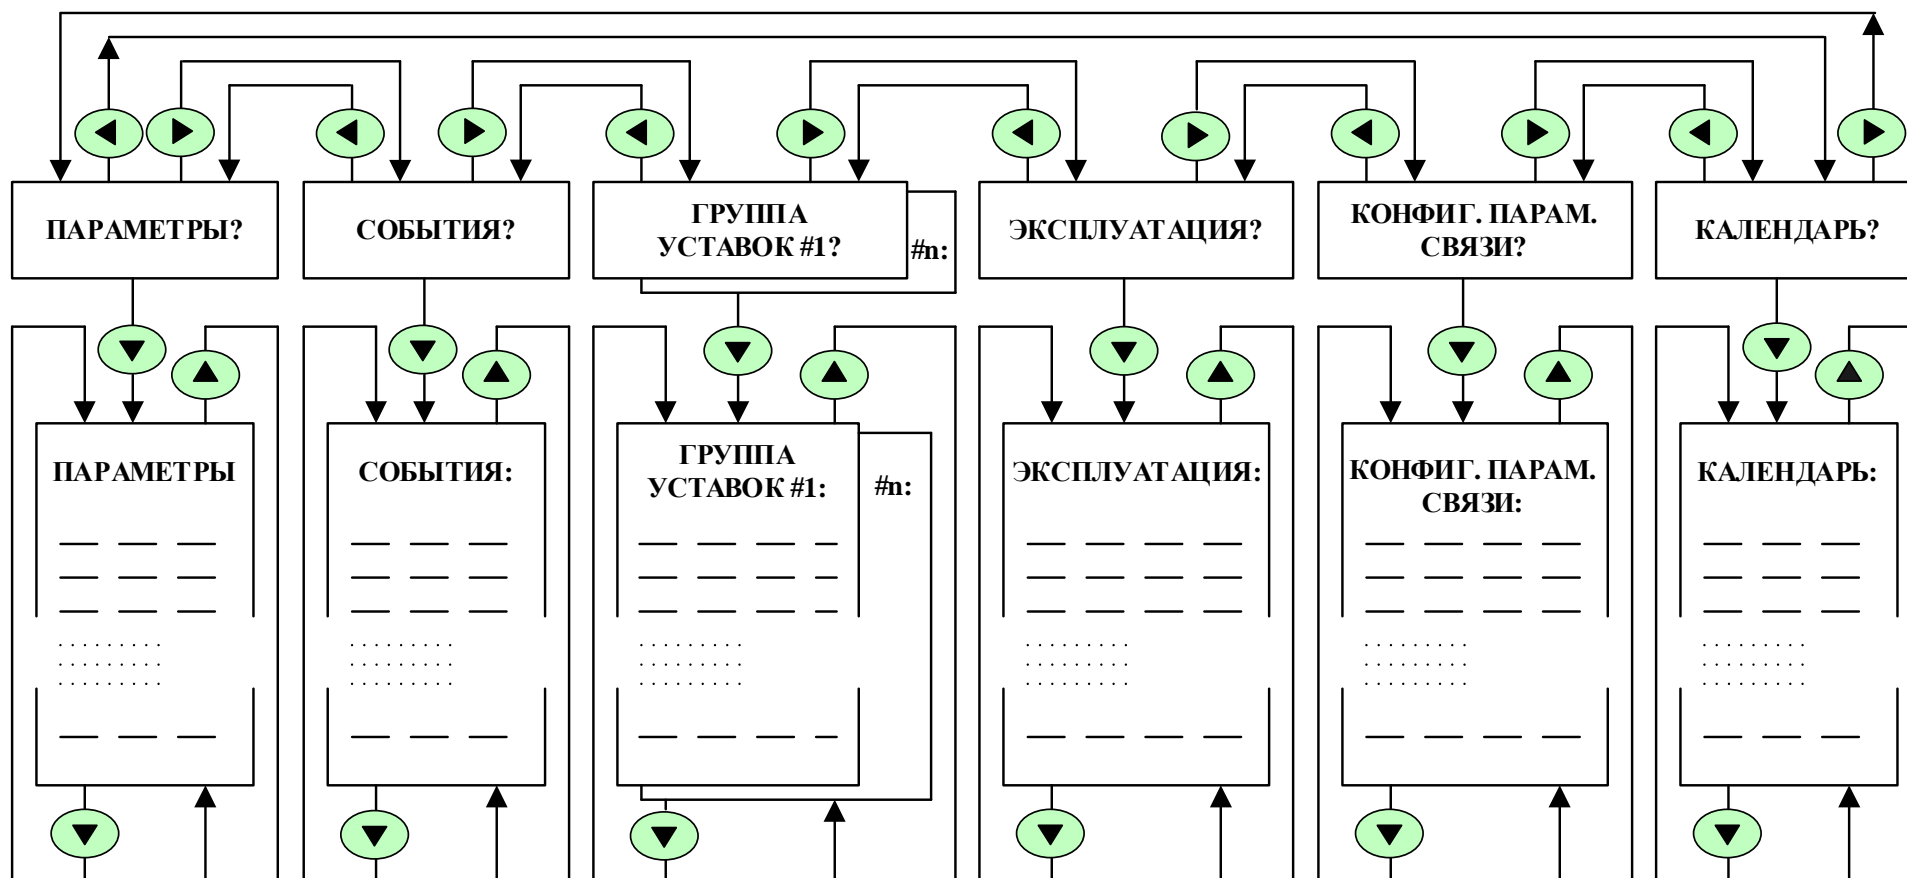 ПАРАМЕТРЫ?
СОБЫТИЯ?
ГРУППА
УСТАВОК #1?
#n:
ЭКСПЛУАТАЦИЯ?
КОНФИГ. ПАРАМ.
СВЯЗИ?
КАЛЕНДАРЬ?
ПАРАМЕТРЫ
СОБЫТИЯ:
ГРУППА
УСТАВОК #1:
#n:
ЭКСПЛУАТАЦИЯ:
КОНФИГ. ПАРАМ.
СВЯЗИ:
КАЛЕНДАРЬ: